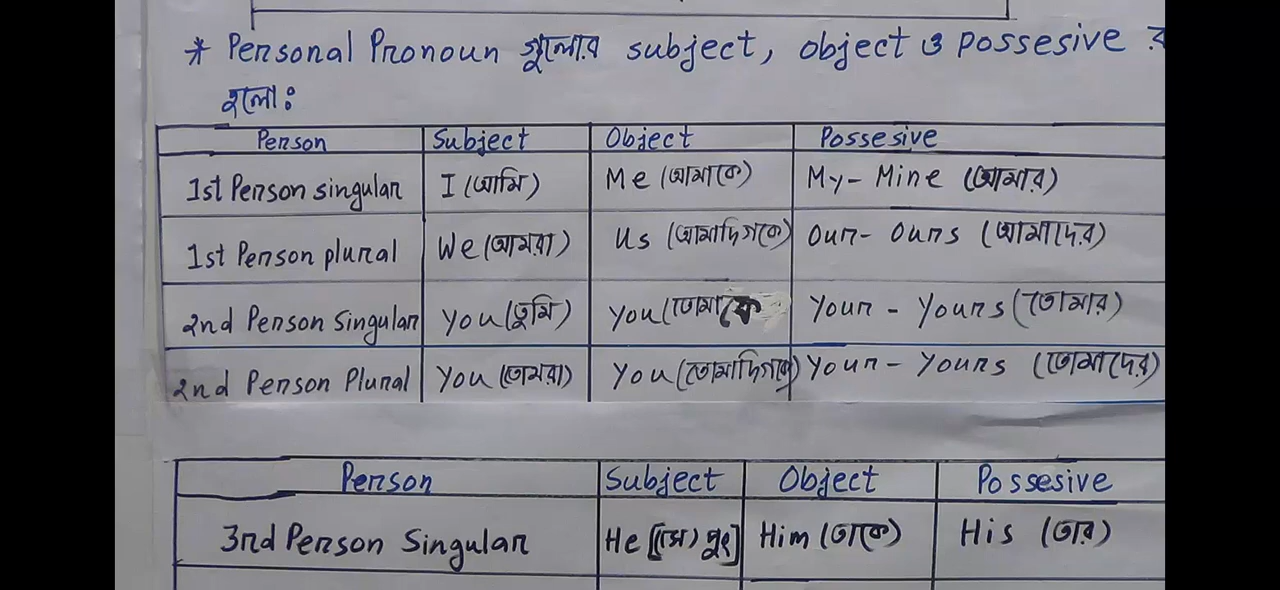 * Personal Pronoun গুলোর subject, object ও possesive র
হলো:
Person Subject Object Possesive
1st Person singular I (আমি) Me (আমাকে) My- Mine (আমার)
1st Person plural We (আমরা) Us (আমাদিগকে) Our- Ours (আমাদের)
2nd Person Singular You (তুমি) You (তোমাকে Your - Yours (তোমার)
2nd Person Plural You (তোমরা) You (তোমাদিগকে) Your - Yours (তোমাদের)
Person Subject Object Possesive
3rd Person Singular He [(সে) পুং] Him (তাকে) His (তার)